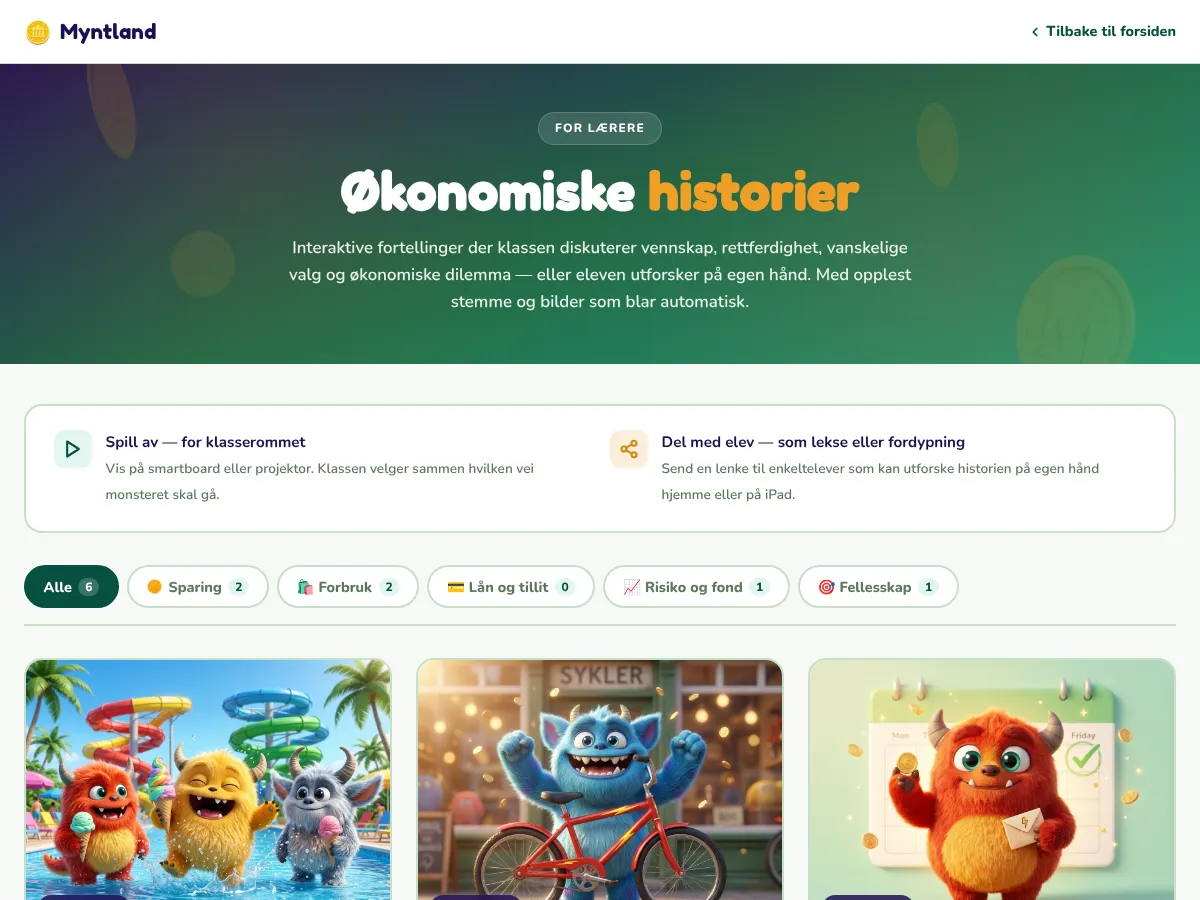 Myntland
Tilbake til forsiden
FOR LÆRERE
Økonomiske historier
Interaktive fortellinger der klassen diskuterer vennskap, rettferdighet, vanskelige
valg og økonomiske dilemma — eller eleven utforsker på egen hånd. Med opplest
stemme og bilder som blar automatisk.
Spill av — for klasserommet
Vis på smartboard eller projektor. Klassen velger sammen hvilken vei
monsteret skal gå.
Del med elev — som lekse eller fordypning
Send en lenke til enkeltelever som kan utforske historien på egen hånd
hjemme eller på iPad.
Alle 6
Sparing 2
Forbruk 2
Lån og tillit 0
Risiko og fond 1
Fellesskap 1
SYKLER
Mon
Friday